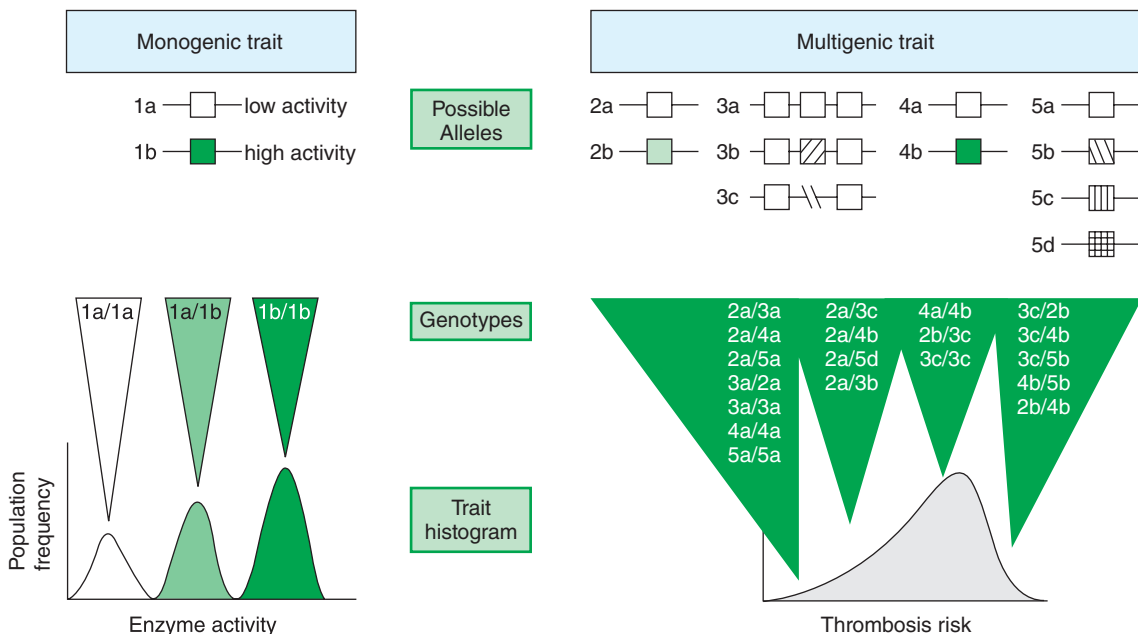 Monogenic trait
Multigenic trait
1a
low activity
1b
high activity
Possible
Alleles
2a
2b
3a
3b
3c
4a
4b
5a
5b
5c
5d
1a/1a
1a/1b
1b/1b
Genotypes
2a/3a
2a/4a
2a/5a
3a/2a
3a/3a
4a/4a
5a/5a
2a/3c
2a/4b
2a/5d
2a/3b
4a/4b
2b/3c
3c/3c
3c/2b
3c/4b
3c/5b
4b/5b
2b/4b
Population
frequency
Trait
histogram
Enzyme activity
Thrombosis risk